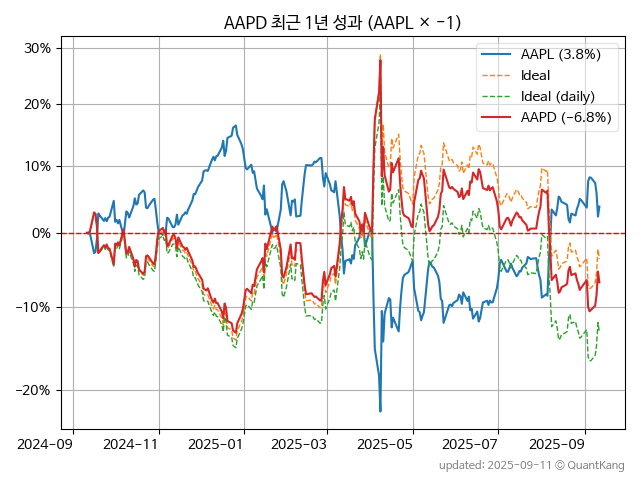 AAPD 최근 1년 성과 (AAPL × −1)
AAPL (3.8%)
Ideal
Ideal (daily)
AAPD (−6.8%)
30%
20%
10%
0%
−10%
−20%
2024-09
2024-11
2025-01
2025-03
2025-05
2025-07
2025-09
updated: 2025-09-11 © QuantKang